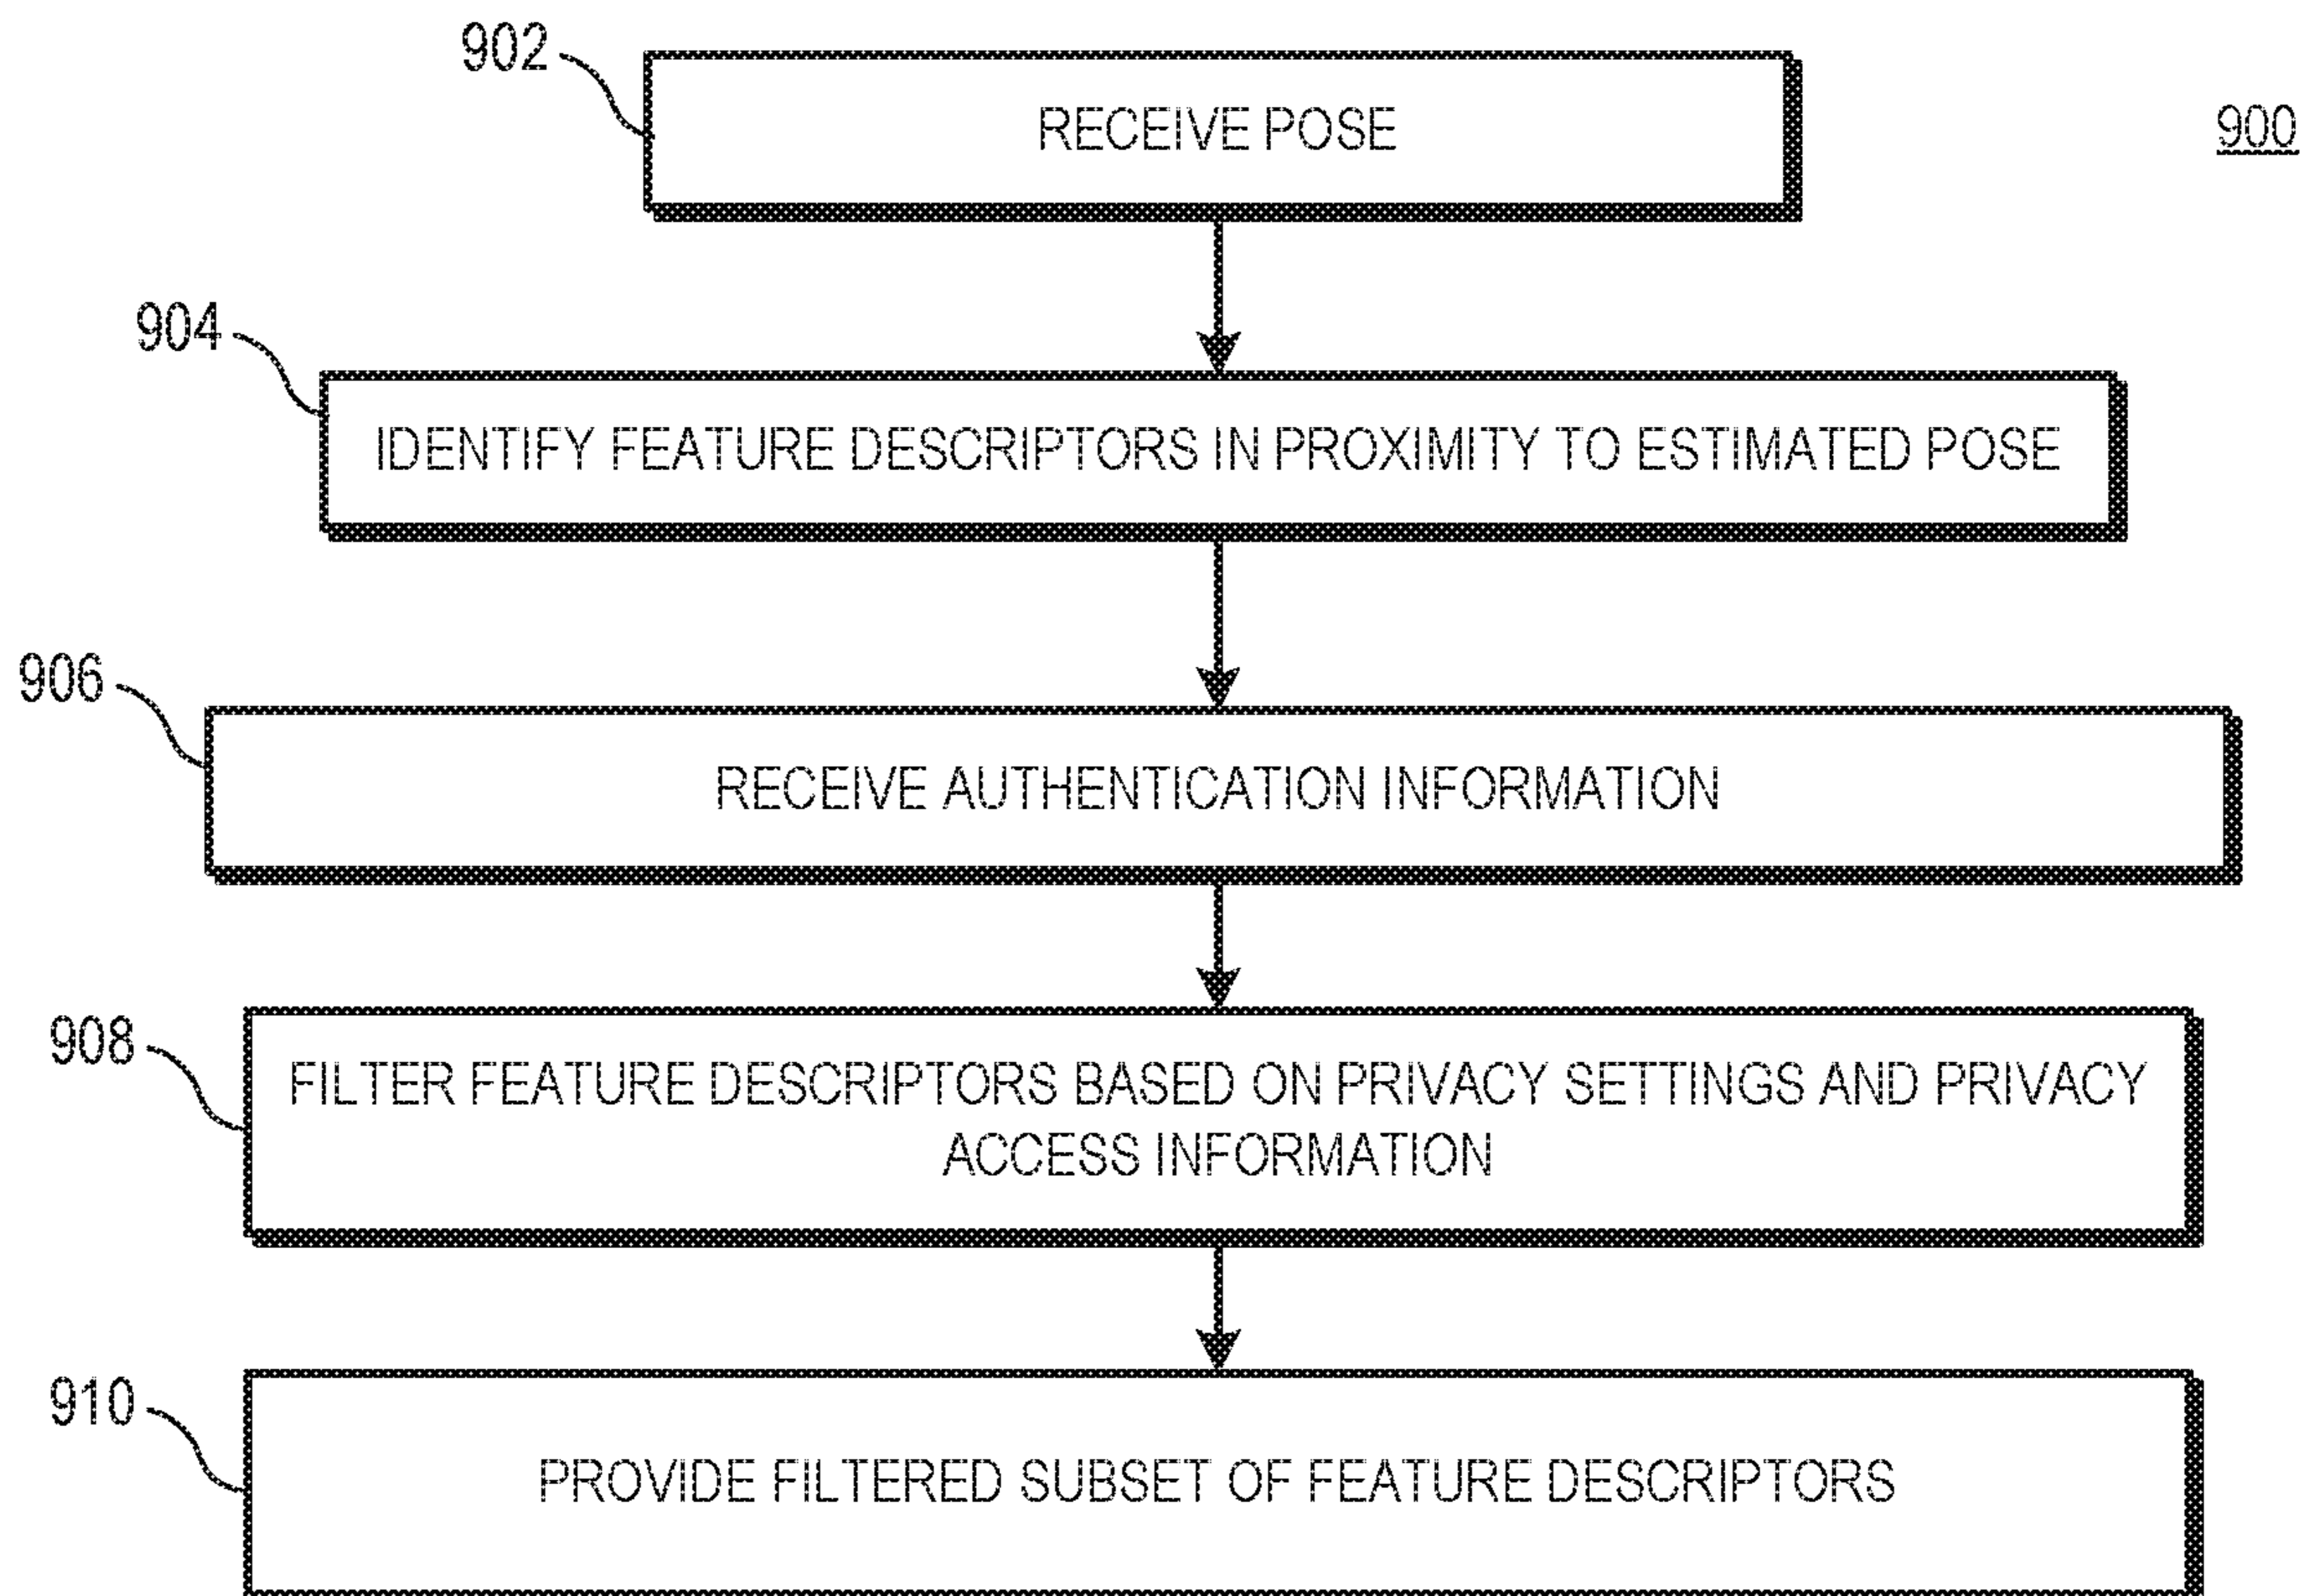 902
RECEIVE POSE
900
904
IDENTIFY FEATURE DESCRIPTORS IN PROXIMITY TO ESTIMATED POSE
906
RECEIVE AUTHENTICATION INFORMATION
908
FILTER FEATURE DESCRIPTORS BASED ON PRIVACY SETTINGS AND PRIVACY
ACCESS INFORMATION
910
PROVIDE FILTERED SUBSET OF FEATURE DESCRIPTORS